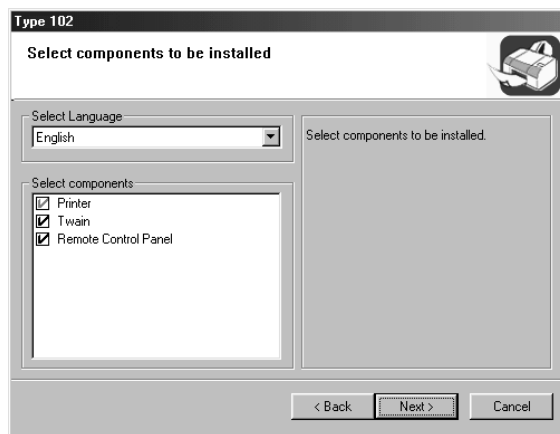 Type 102
Select components to be installed
Select Language
English
Select components to be installed.
Select components
Printer
Twain
Remote Control Panel
< Back
Next >
Cancel